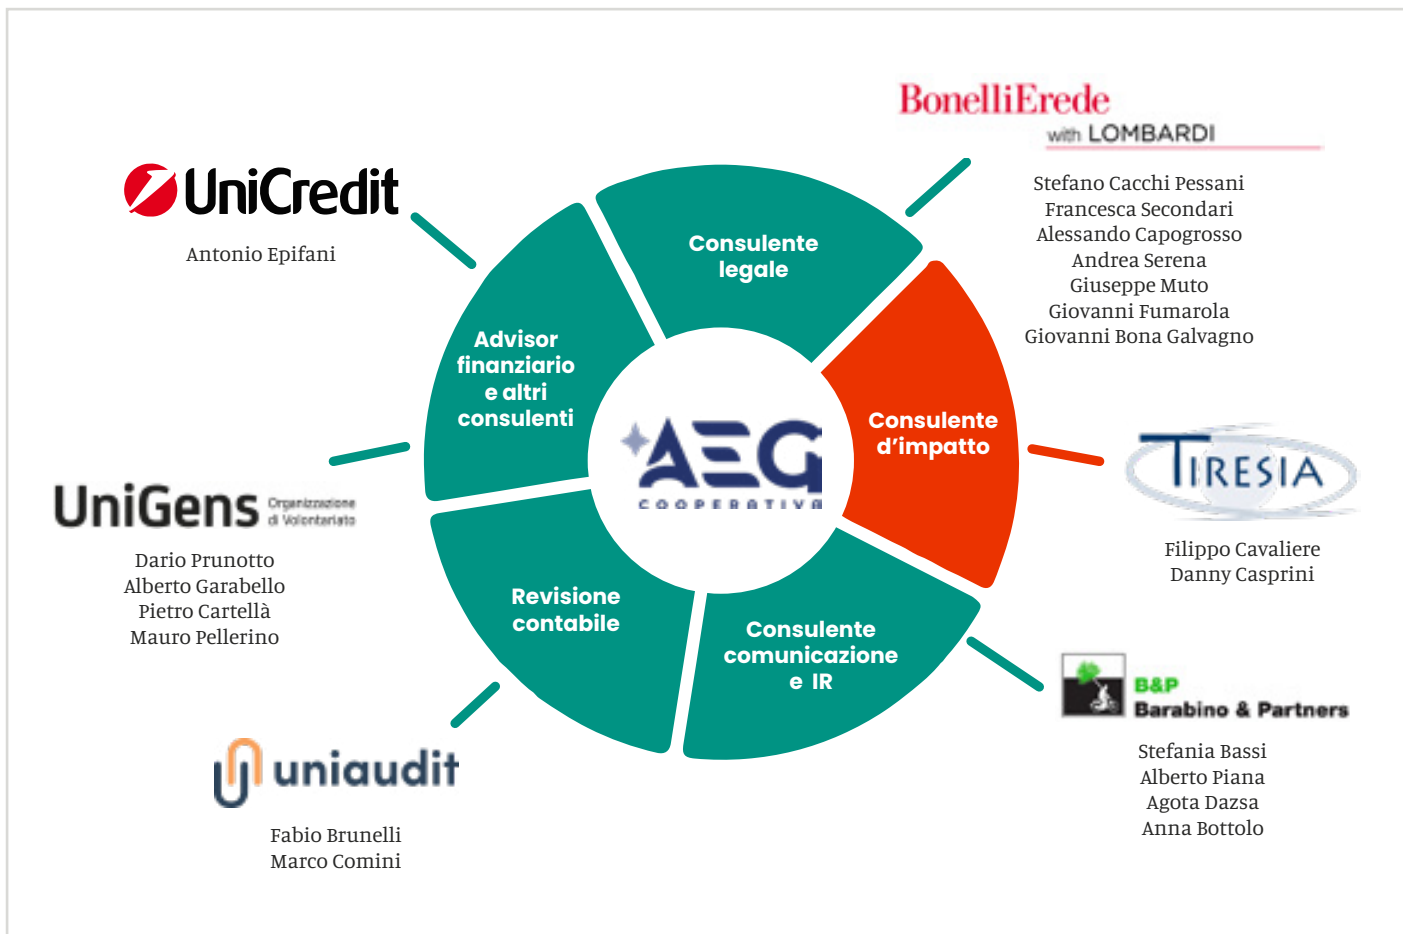 BonelliErede
with LOMBARDI
Stefano Cacchi Pessani
Francesca Secondari
Alessando Capogrosso
Andrea Serena
Giuseppe Muto
Giovanni Fumarola
Giovanni Bona Galvagno
UniCredit
Antonio Epifani
Consulente
legale
Advisor
finanziario
e altri
consulenti
Consulente
d'impatto
AEG
COOPERATIVA
TIRESIA
Filippo Cavaliere
Danny Casprini
UniGens
Organizzazione
di Volontariato
Dario Prunotto
Alberto Garabello
Pietro Cartellà
Mauro Pellerino
Revisione
contabile
Consulente
comunicazione
e IR
B&P
Barabino & Partners
Stefania Bassi
Alberto Piana
Agota Dazsa
Anna Bottolo
uniaudit
Fabio Brunelli
Marco Comini